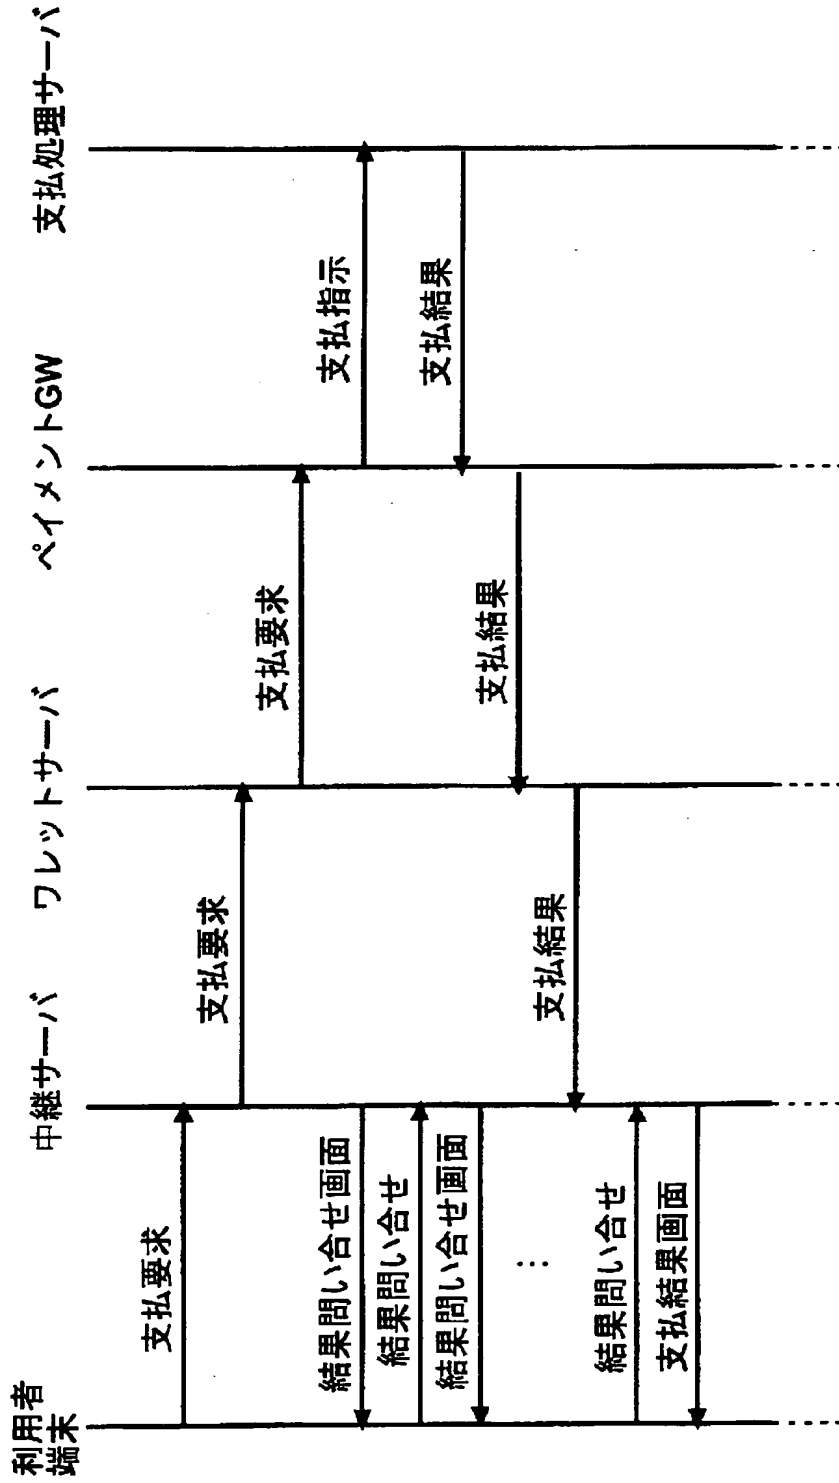 利用者
端末
中継サーバ
ワレットサーバ
ペイメントGW
支払処理サーバ
支払要求
支払要求
支払要求
支払指示
結果問い合せ画面
結果問い合せ
支払結果
結果問い合せ画面
支払結果
…
支払結果
結果問い合せ
支払結果画面